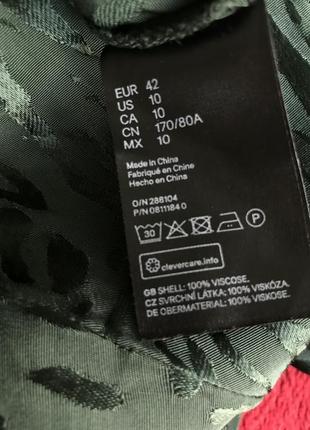 EUR 42
US 10
CA 10
CN 170/80A
MX 10
Made in China
Fabriqué en Chine
Hecho en China
O/N 288104
P/N 0811184 0
30 P
clevercare.info
GB SHELL: 100% VISCOSE.
CZ SVRCHNÍ LÁTKA: 100% VISKÓZA.
DE OBERMATERIAL: 100% VISKOSE.